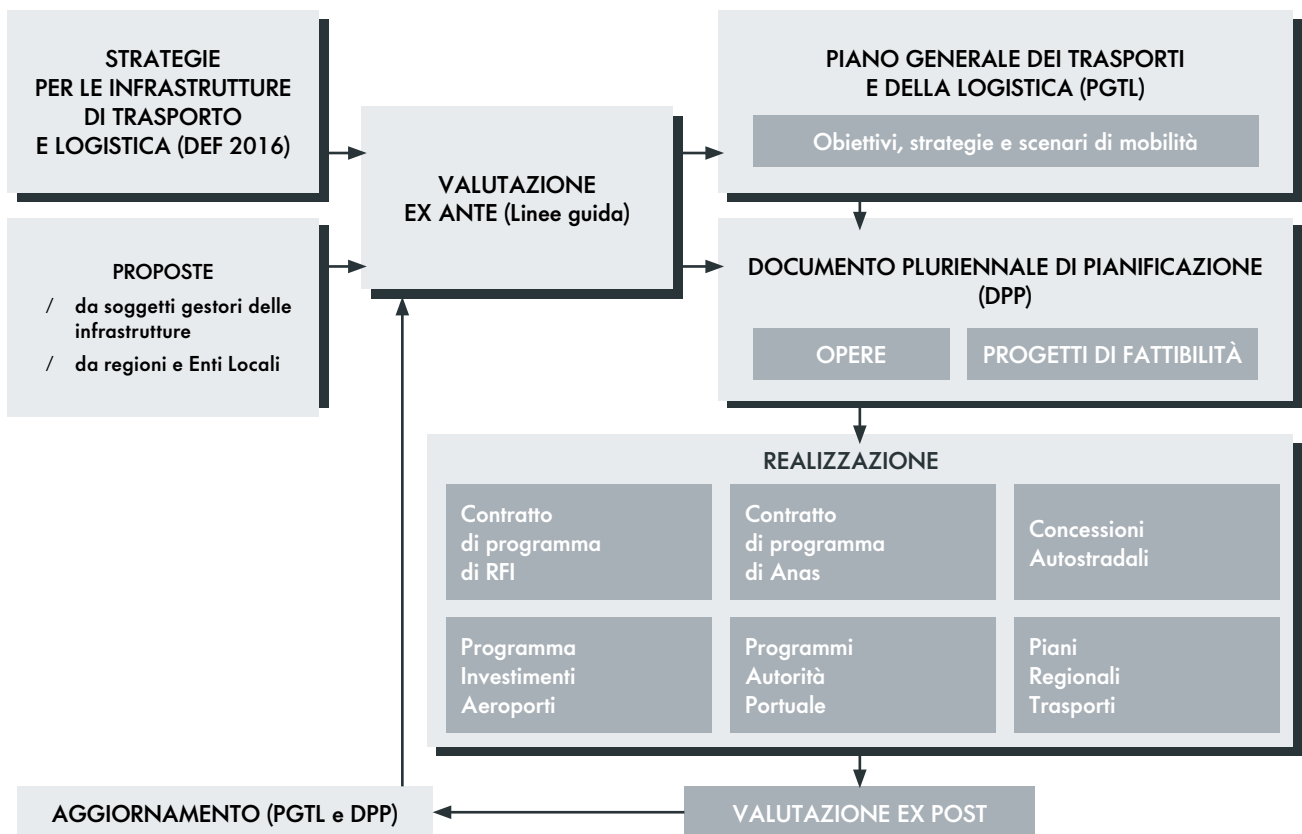 STRATEGIE
PER LE INFRASTRUTTURE
DI TRASPORTO
E LOGISTICA (DEF 2016)
PROPOSTE
/ da soggetti gestori delle
infrastrutture
/ da regioni e Enti Locali
VALUTAZIONE
EX ANTE (Linee guida)
PIANO GENERALE DEI TRASPORTI
E DELLA LOGISTICA (PGTL)
Obiettivi, strategie e scenari di mobilità
DOCUMENTO PLURIENNALE DI PIANIFICAZIONE
(DPP)
OPERE
PROGETTI DI FATTIBILITÀ
REALIZZAZIONE
Contratto
di programma
di RFI
Contratto
di programma
di Anas
Concessioni
Autostradali
Programma
Investimenti
Aeroporti
Programmi
Autorità
Portuale
Piani
Regionali
Trasporti
AGGIORNAMENTO (PGTL e DPP)
VALUTAZIONE EX POST